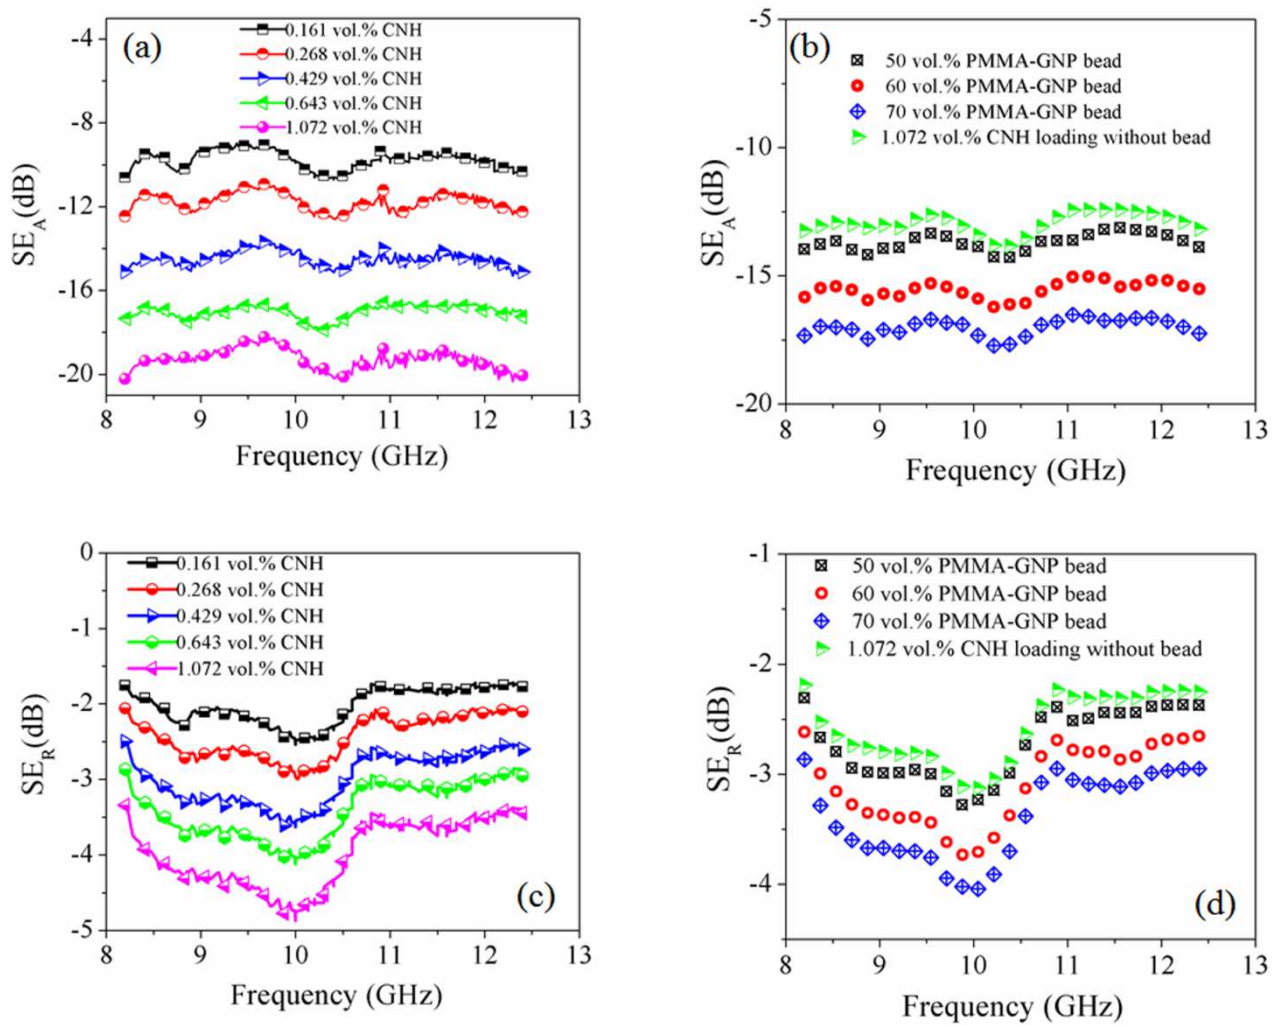 (a)
0.161 vol.% CNH
0.268 vol.% CNH
0.429 vol.% CNH
0.643 vol.% CNH
1.072 vol.% CNH
-4
-8
-12
-16
-20
SE_A(dB)
8 9 10 11 12 13
Frequency (GHz)
(b)
50 vol.% PMMA-GNP bead
60 vol.% PMMA-GNP bead
70 vol.% PMMA-GNP bead
1.072 vol.% CNH loading without bead
-5
-10
-15
-20
SE_A(dB)
8 9 10 11 12 13
Frequency (GHz)
0.161 vol.% CNH
0.268 vol.% CNH
0.429 vol.% CNH
0.643 vol.% CNH
1.072 vol.% CNH
0
-1
-2
-3
-4
-5
SE_R(dB)
(c)
8 9 10 11 12 13
Frequency (GHz)
50 vol.% PMMA-GNP bead
60 vol.% PMMA-GNP bead
70 vol.% PMMA-GNP bead
1.072 vol.% CNH loading without bead
-1
-2
-3
-4
SE_R(dB)
(d)
8 9 10 11 12 13
Frequency (GHz)